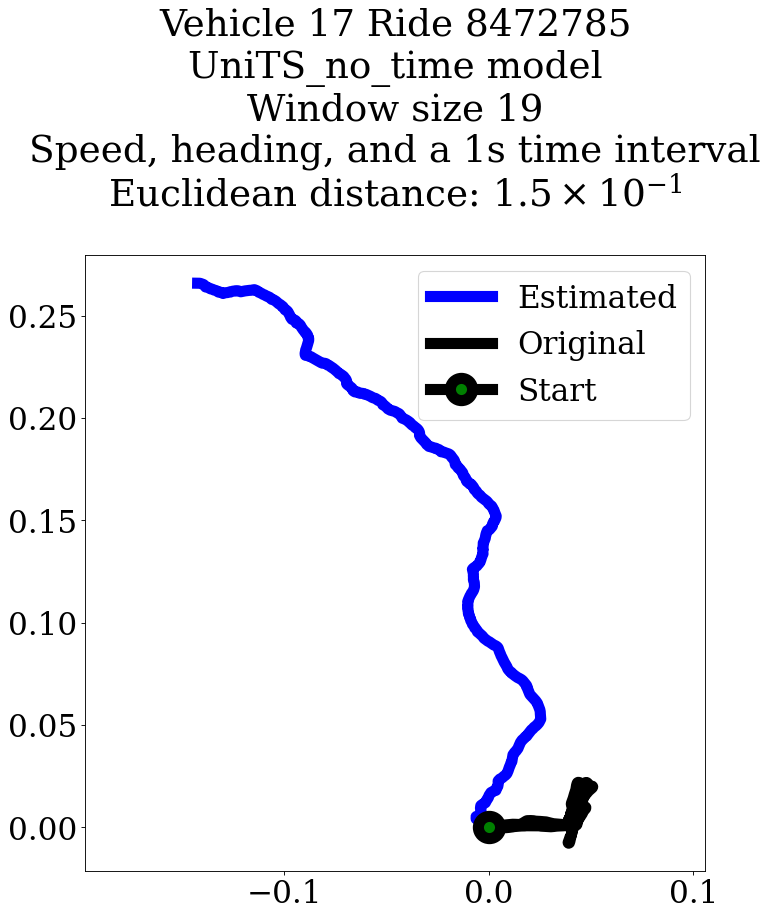 Vehicle 17 Ride 8472785
UniTS_no_time model
Window size 19
Speed, heading, and a 1s time interval
Euclidean distance: 1.5 × 10⁻¹
Estimated
Original
Start
0.25
0.20
0.15
0.10
0.05
0.00
−0.1
0.0
0.1